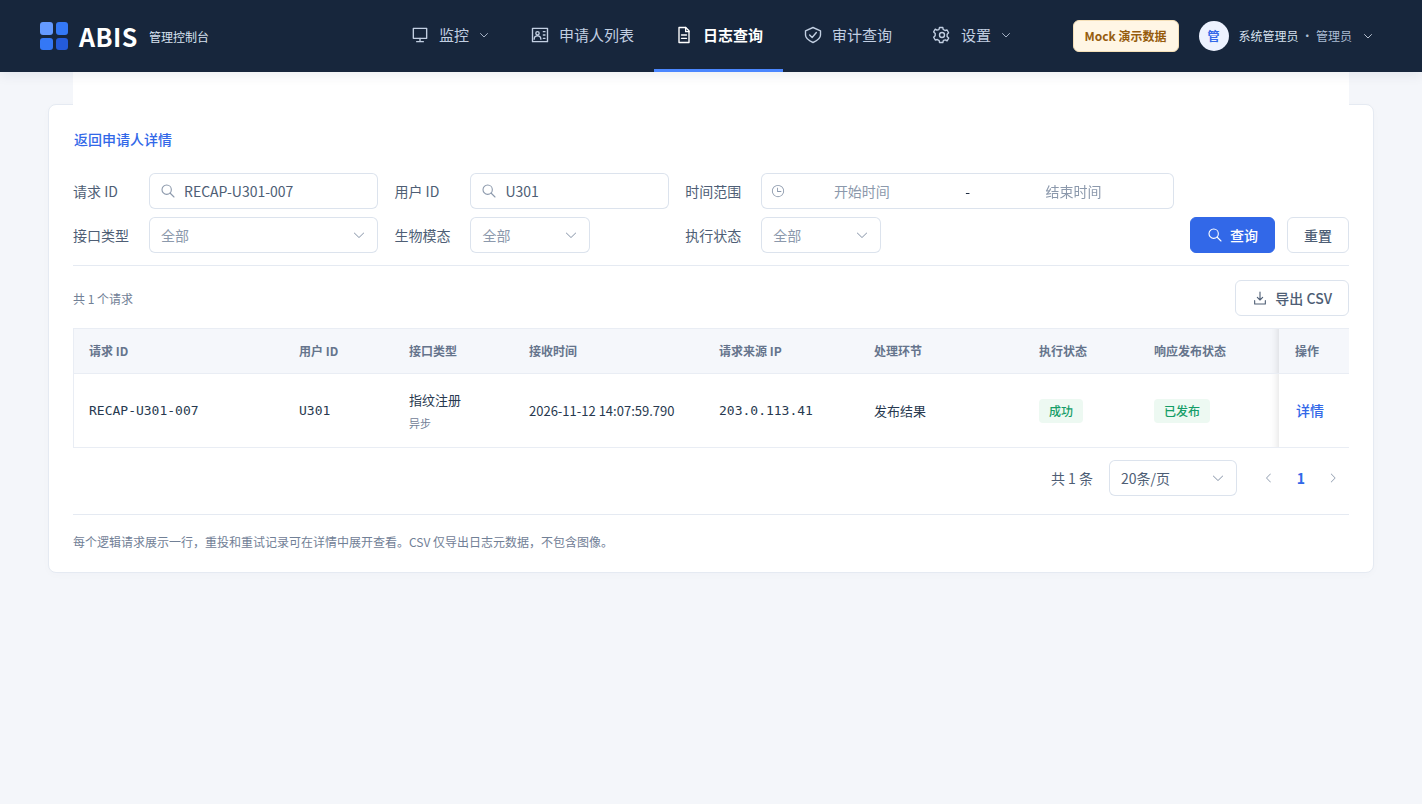 ABIS 管理控制台 监控 申请人列表 日志查询 审计查询 设置 Mock 演示数据 管 系统管理员 · 管理员
返回申请人详情
请求 ID RECAP-U301-007 用户 ID U301 时间范围 开始时间 - 结束时间
接口类型 全部 生物模态 全部 执行状态 全部 查询 重置
共 1 个请求 导出 CSV
请求 ID 用户 ID 接口类型 接收时间 请求来源 IP 处理环节 执行状态 响应发布状态 操作
RECAP-U301-007 U301 指纹注册 2026-11-12 14:07:59.790 203.0.113.41 发布结果 成功 已发布 详情
异步
共 1 条 20条/页 1
每个逻辑请求展示一行，重投和重试记录可在详情中展开查看。CSV 仅导出日志元数据，不包含图像。